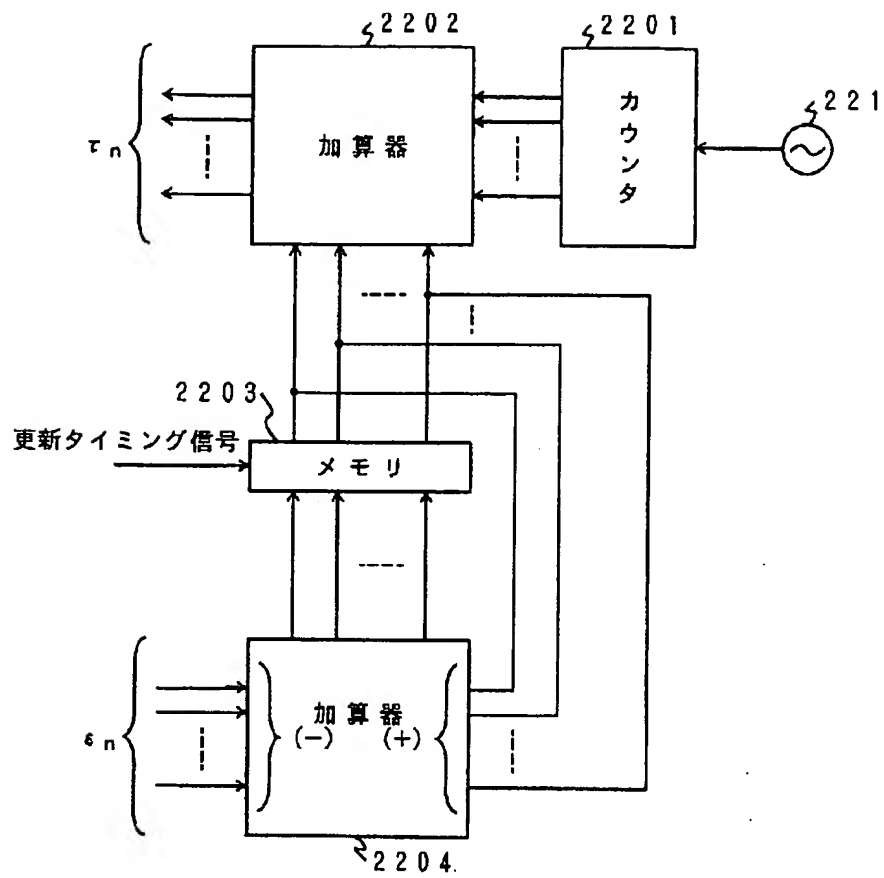 2202
2201
221
カウンタ
加算器
τn
2203
更新タイミング信号
メモリ
加算器
(−) (+)
εn
2204